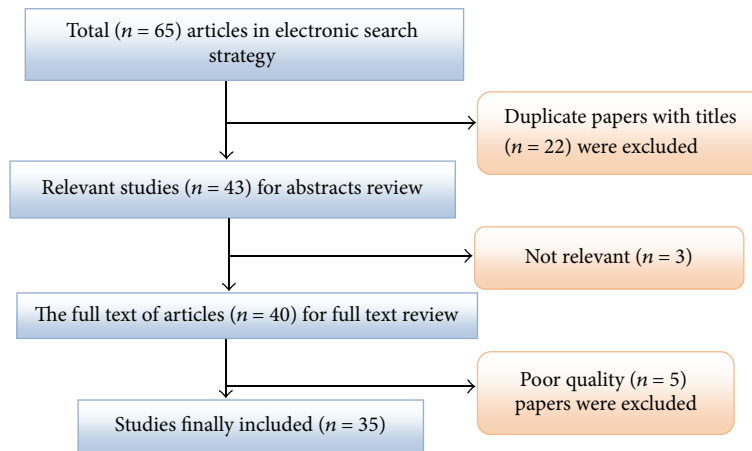 Total (n = 65) articles in electronic search
strategy
Duplicate papers with titles
(n = 22) were excluded
Relevant studies (n = 43) for abstracts review
Not relevant (n = 3)
The full text of articles (n = 40) for full text review
Poor quality (n = 5)
papers were excluded
Studies finally included (n = 35)